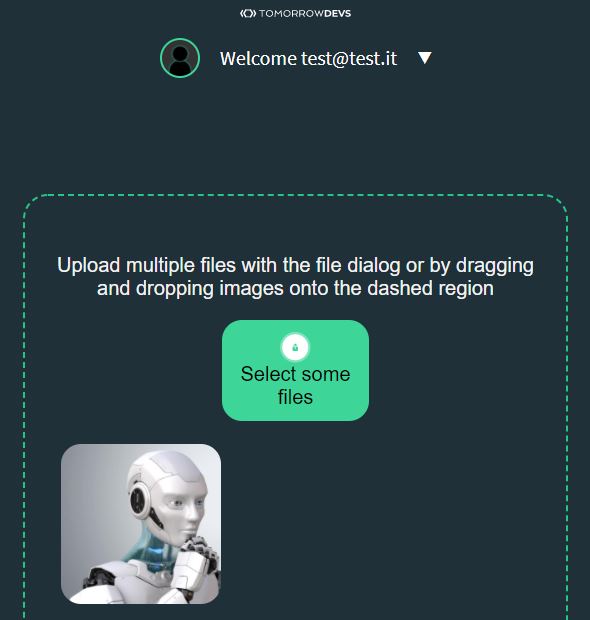 TOMORROWDEVS
Welcome test@test.it
Upload multiple files with the file dialog or by dragging
and dropping images onto the dashed region
Select some
files